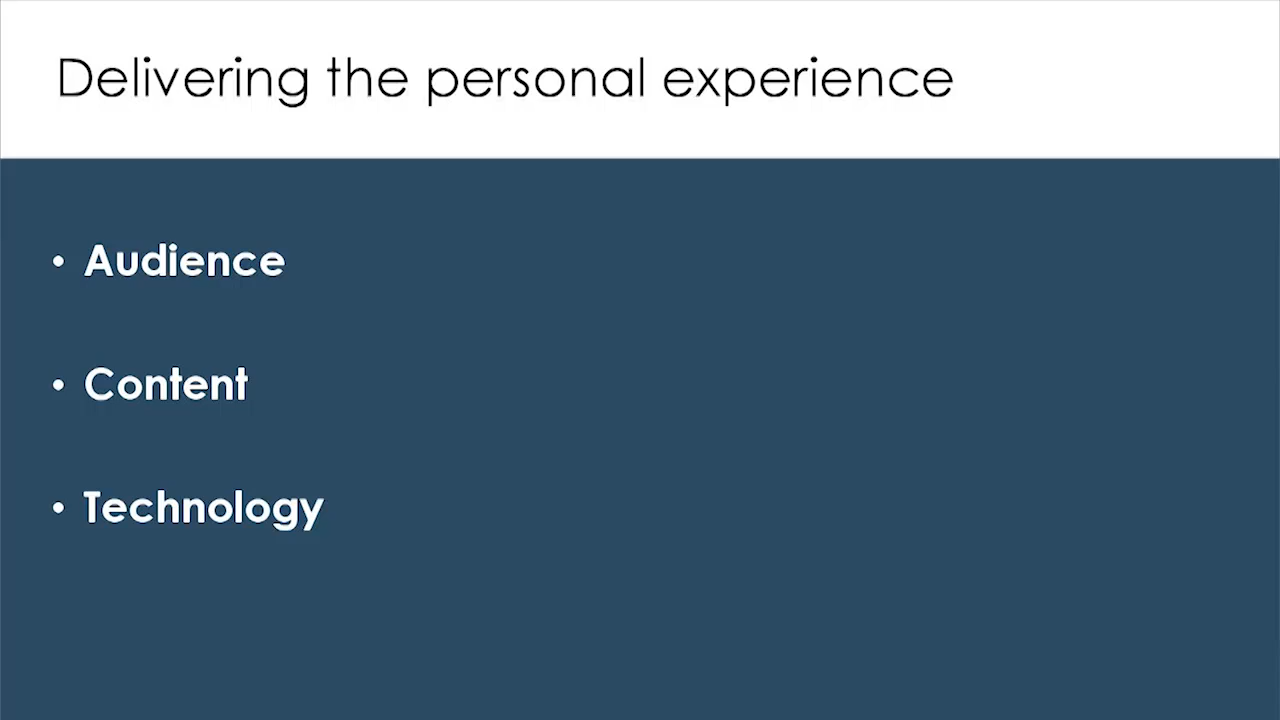 Delivering the personal experience
• Audience
• Content
• Technology